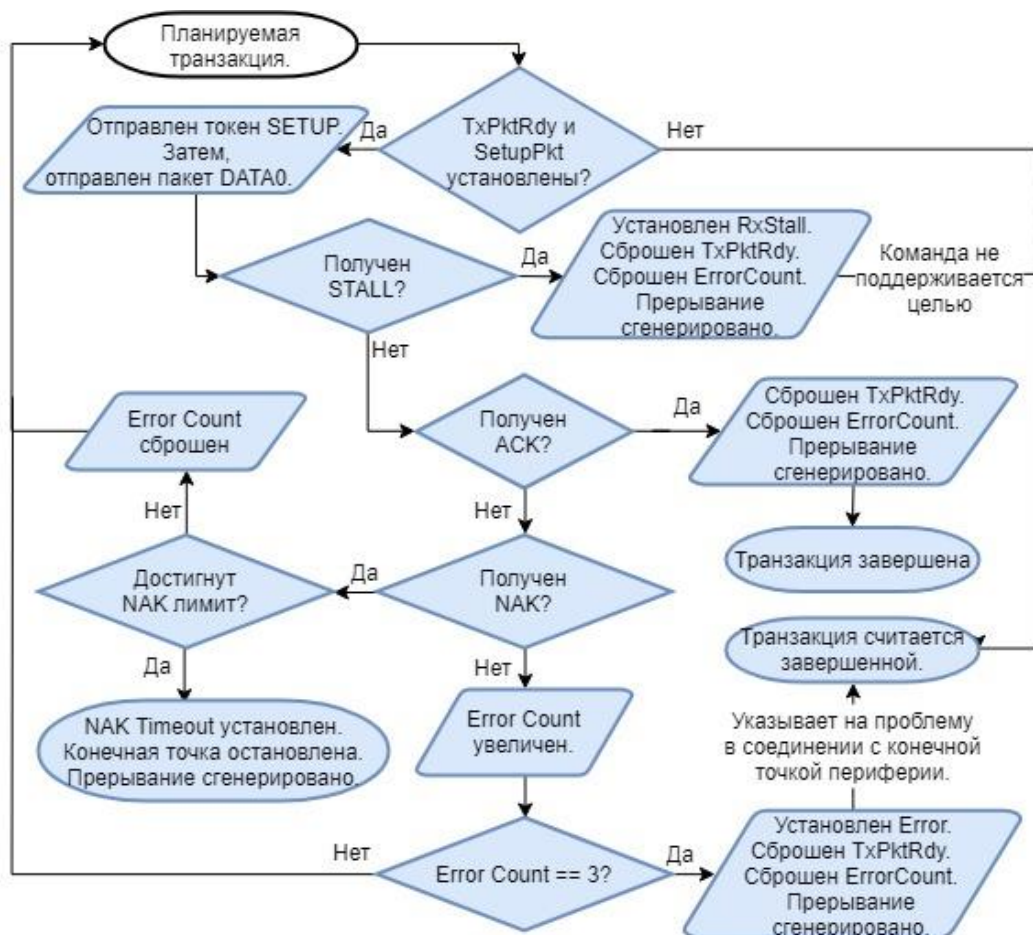 Планируемая
транзакция.
TxPktRdy и
SetupPkt
установлены?
Да
Нет
Отправлен токен SETUP.
Затем,
отправлен пакет DATA0.
Получен
STALL?
Да
Установлен RxStall.
Сброшен TxPktRdy.
Сброшен ErrorCount.
Прерывание
сгенерировано.
Команда не
поддерживается
целью
Нет
Получен
ACK?
Да
Сброшен TxPktRdy.
Сброшен ErrorCount.
Прерывание
сгенерировано.
Транзакция завершена
Error Count
сброшен
Нет
Нет
Достигнут
NAK лимит?
Да
Получен
NAK?
Да
NAK Timeout установлен.
Конечная точка остановлена.
Прерывание сгенерировано.
Нет
Error Count
увеличен.
Транзакция считается
завершенной.
Указывает на проблему
в соединении с конечной
точкой периферии.
Нет
Error Count == 3?
Да
Установлен Error.
Сброшен TxPktRdy.
Сброшен ErrorCount.
Прерывание
сгенерировано.